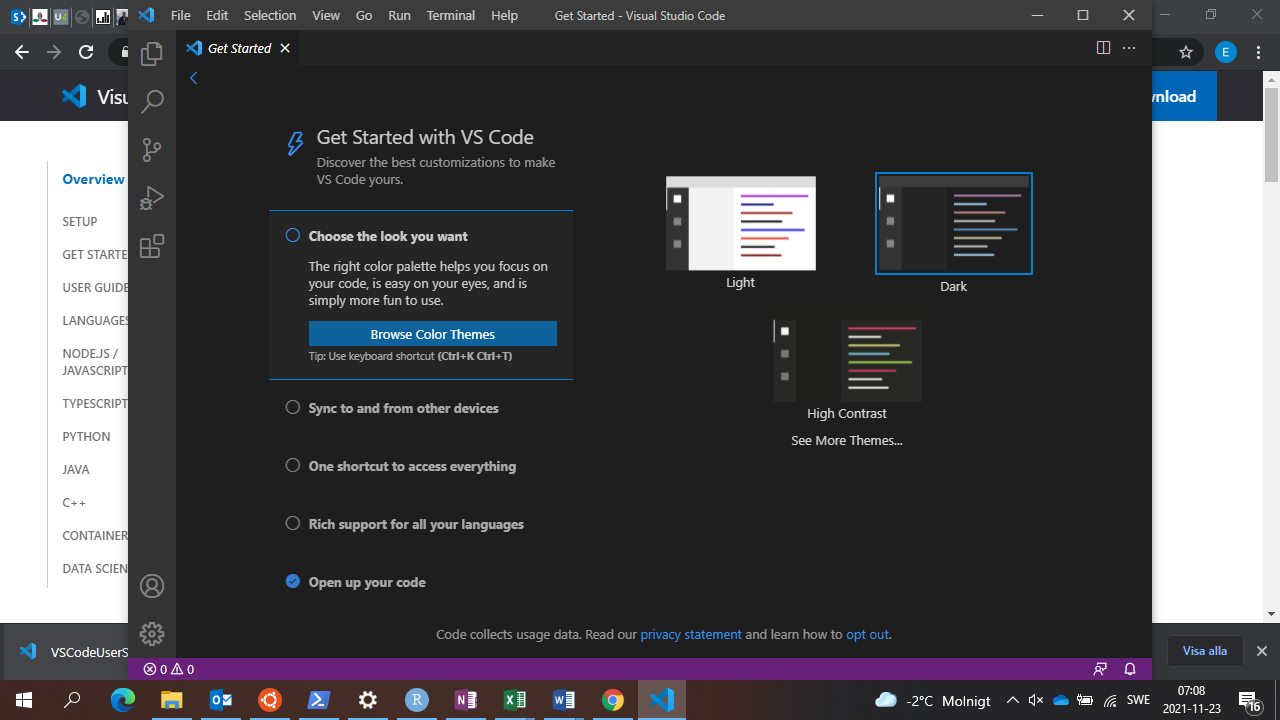 File Edit Selection View Go Run Terminal Help
Get Started - Visual Studio Code
Get Started
E
Visu
wnload
Overview
SETUP
GET STARTE
USER GUIDE
LANGUAGES
NODE.JS /
JAVASCRIPT
TYPESCRIPT
PYTHON
JAVA
C++
CONTAINER
DATA SCIEN
Get Started with VS Code
Discover the best customizations to make
VS Code yours.
Choose the look you want
The right color palette helps you focus on
your code, is easy on your eyes, and is
simply more fun to use.
Browse Color Themes
Tip: Use keyboard shortcut (Ctrl+K Ctrl+T)
Sync to and from other devices
One shortcut to access everything
Rich support for all your languages
Open up your code
Light
Dark
High Contrast
See More Themes...
Code collects usage data. Read our privacy statement and learn how to opt out.
VSCodeUserS
Visa alla
0 0
-2°C Molnigt
SWE
07:08
2021-11-23
16